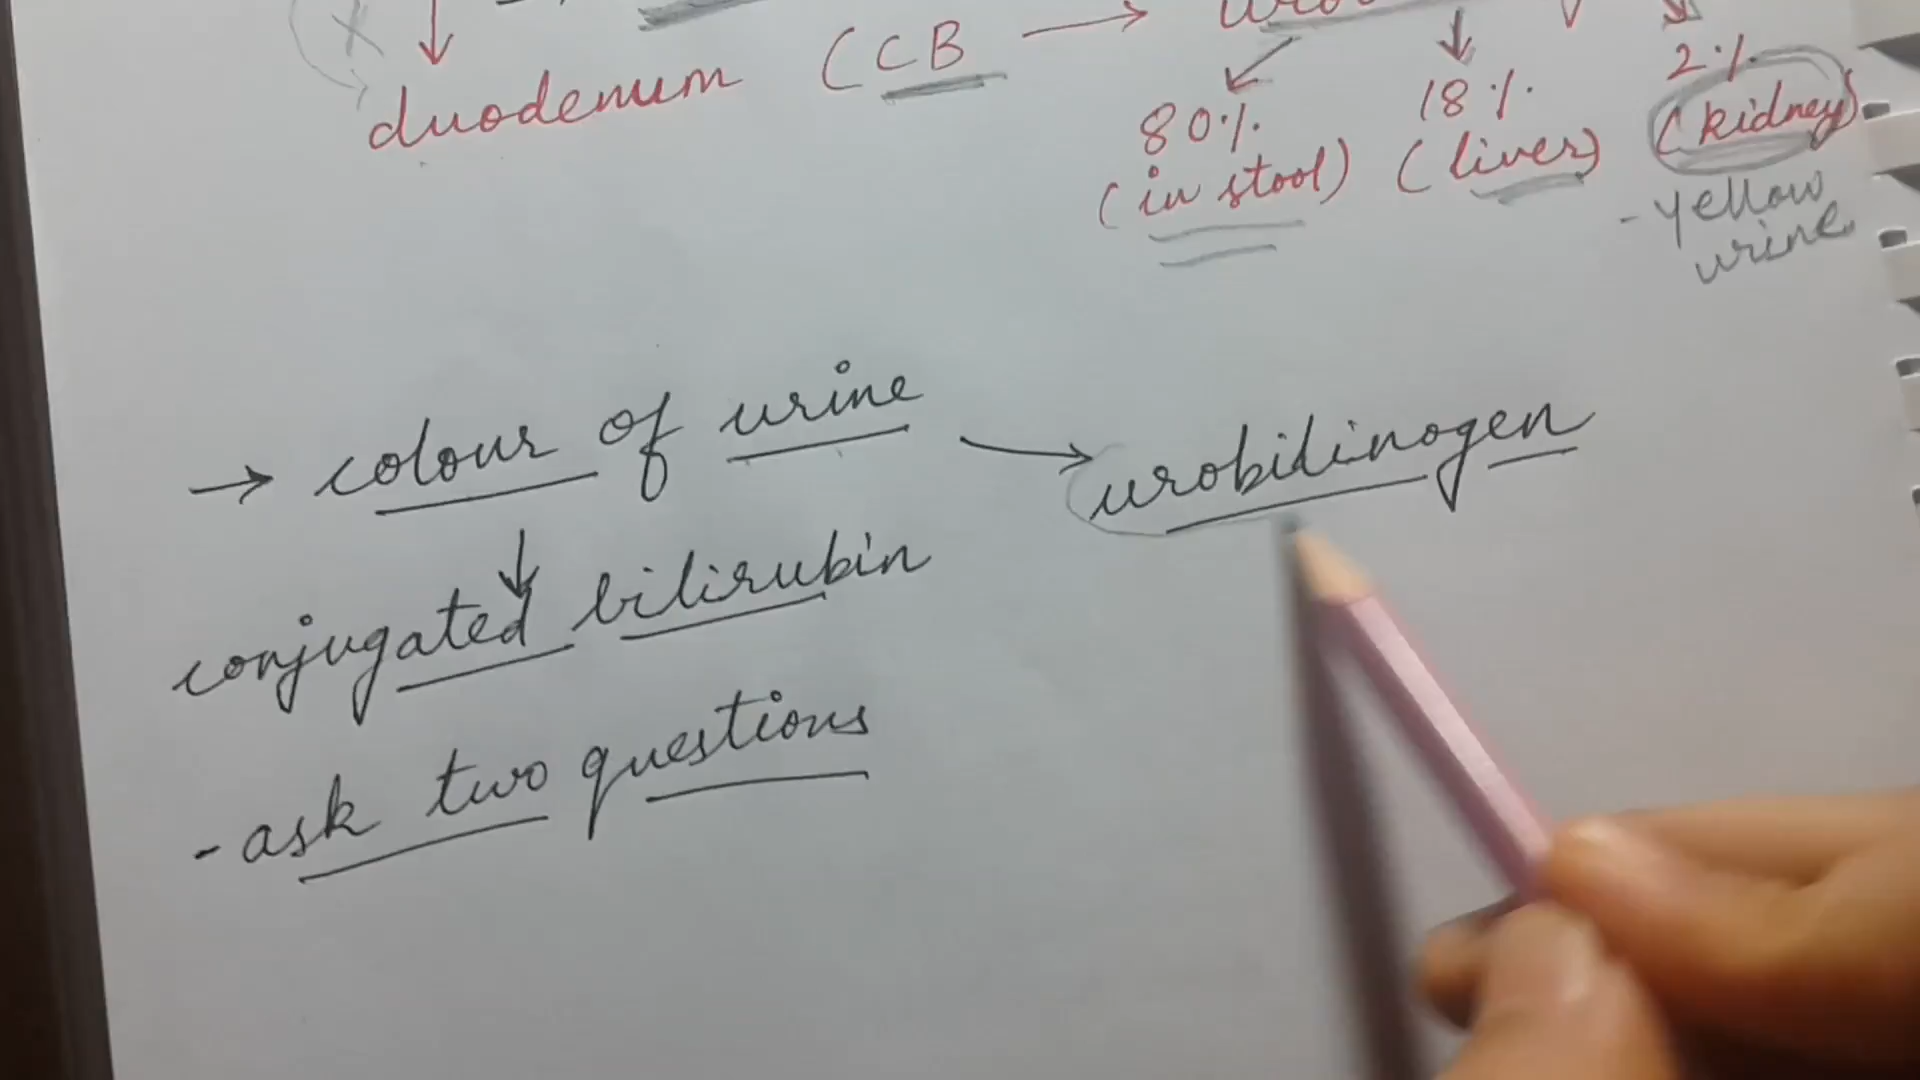 duodenum (CB →
80% 18% 2%
(in stool) (liver) (kidney)
- yellow
urine
→ colour of urine → urobilinogen
↓
conjugated bilirubin
- ask two questions